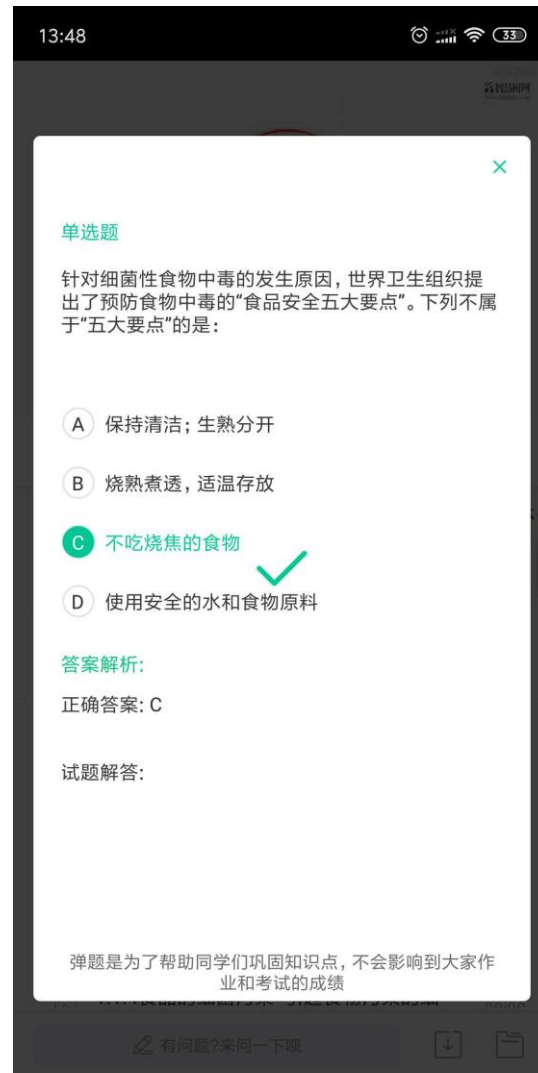 13:48
33
×
单选题
针对细菌性食物中毒的发生原因，世界卫生组织提
出了预防食物中毒的“食品安全五大要点”。下列不属
于“五大要点”的是：
A 保持清洁；生熟分开
B 烧熟煮透，适温存放
C 不吃烧焦的食物
D 使用安全的水和食物原料
答案解析:
正确答案: C
试题解答:
弹题是为了帮助同学们巩固知识点，不会影响到大家作
业和考试的成绩
有问题?来问一下呗